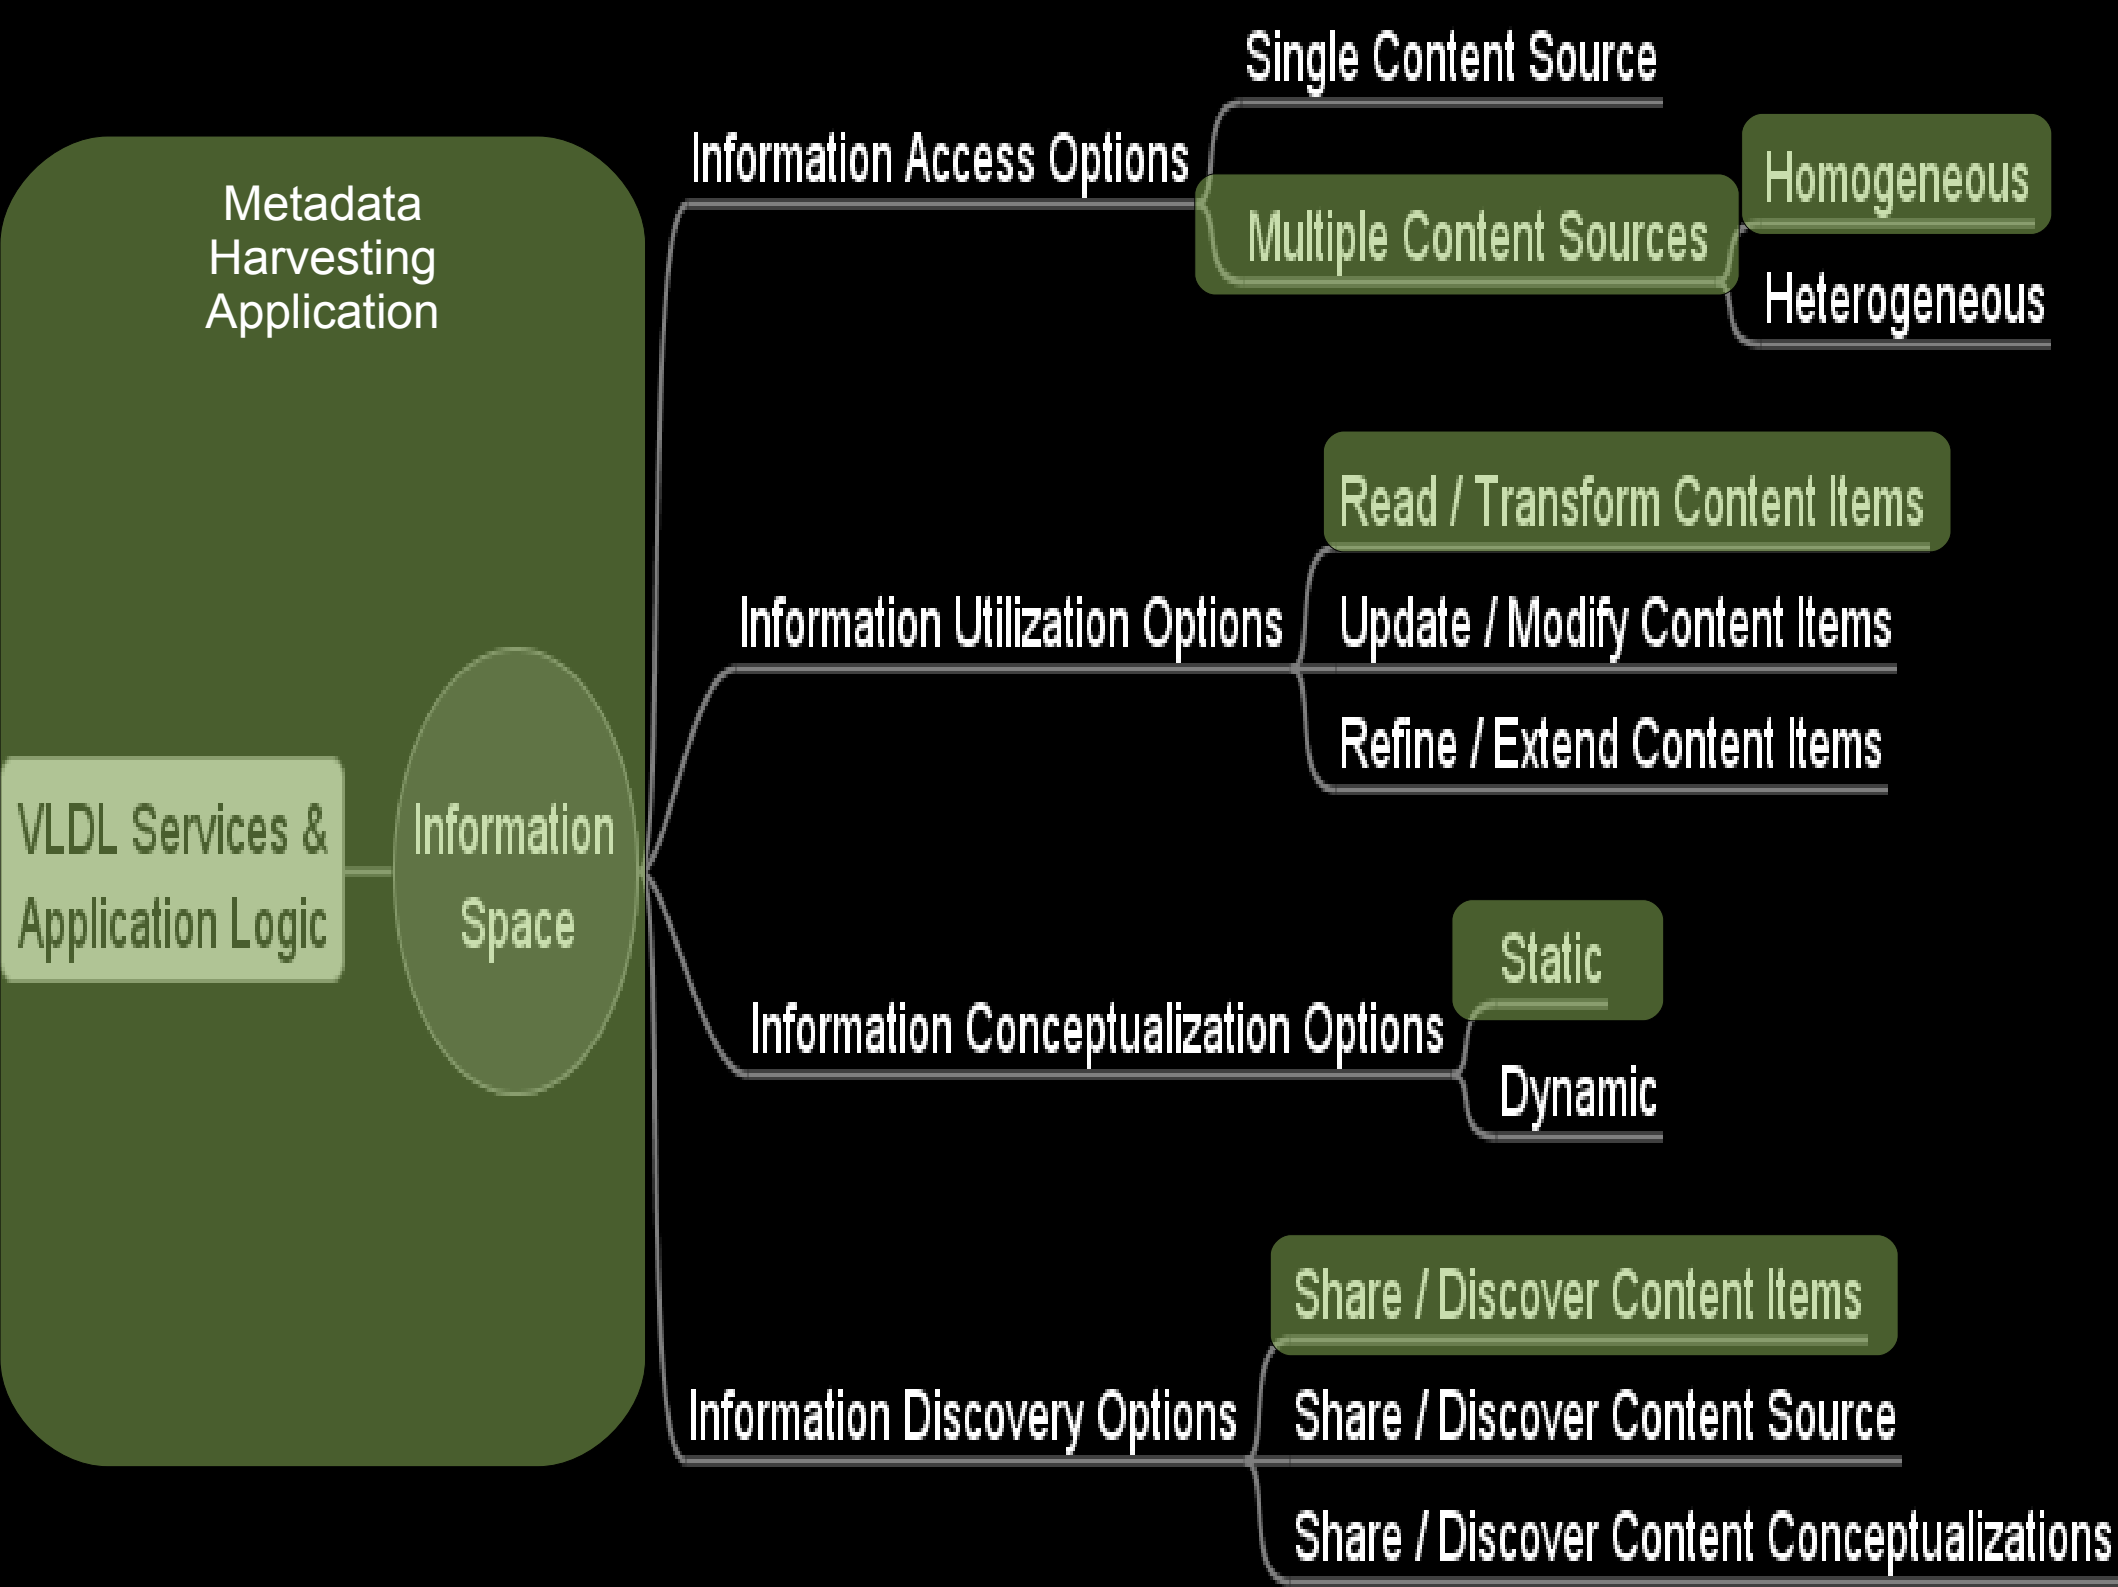 Metadata
Harvesting
Application
VLDL Services &
Application Logic
Information
Space
Information Access Options
Single Content Source
Multiple Content Sources
Homogeneous
Heterogeneous
Information Utilization Options
Read / Transform Content Items
Update / Modify Content Items
Refine / Extend Content Items
Information Conceptualization Options
Static
Dynamic
Information Discovery Options
Share / Discover Content Items
Share / Discover Content Source
Share / Discover Content Conceptualizations